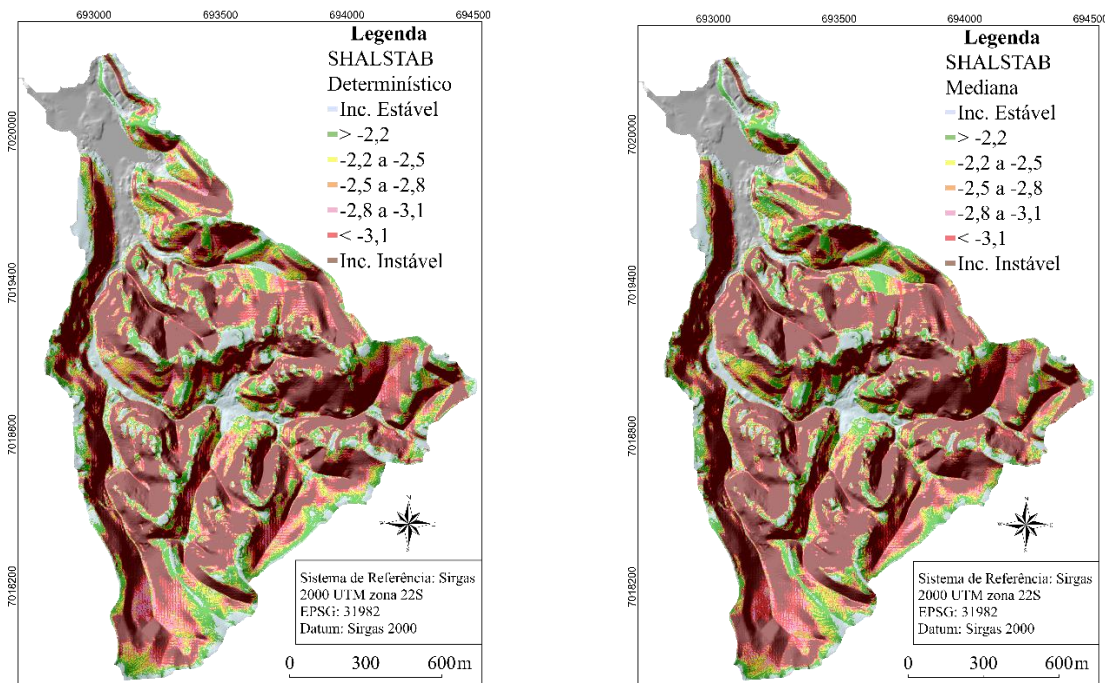 693000 693500 694000 694500
Legenda
SHALSTAB
Determinístico
Inc. Estável
> -2,2
-2,2 a -2,5
-2,5 a -2,8
-2,8 a -3,1
< -3,1
Inc. Instável
7020000
7019400
7018800
7018200
Sistema de Referência: Sirgas
2000 UTM zona 22S
EPSG: 31982
Datum: Sirgas 2000
0 300 600m
693000 693500 694000 694500
Legenda
SHALSTAB
Mediana
Inc. Estável
> -2,2
-2,2 a -2,5
-2,5 a -2,8
-2,8 a -3,1
< -3,1
Inc. Instável
7020000
7019400
7018800
7018200
Sistema de Referência: Sirgas
2000 UTM zona 22S
EPSG: 31982
Datum: Sirgas 2000
0 300 600m